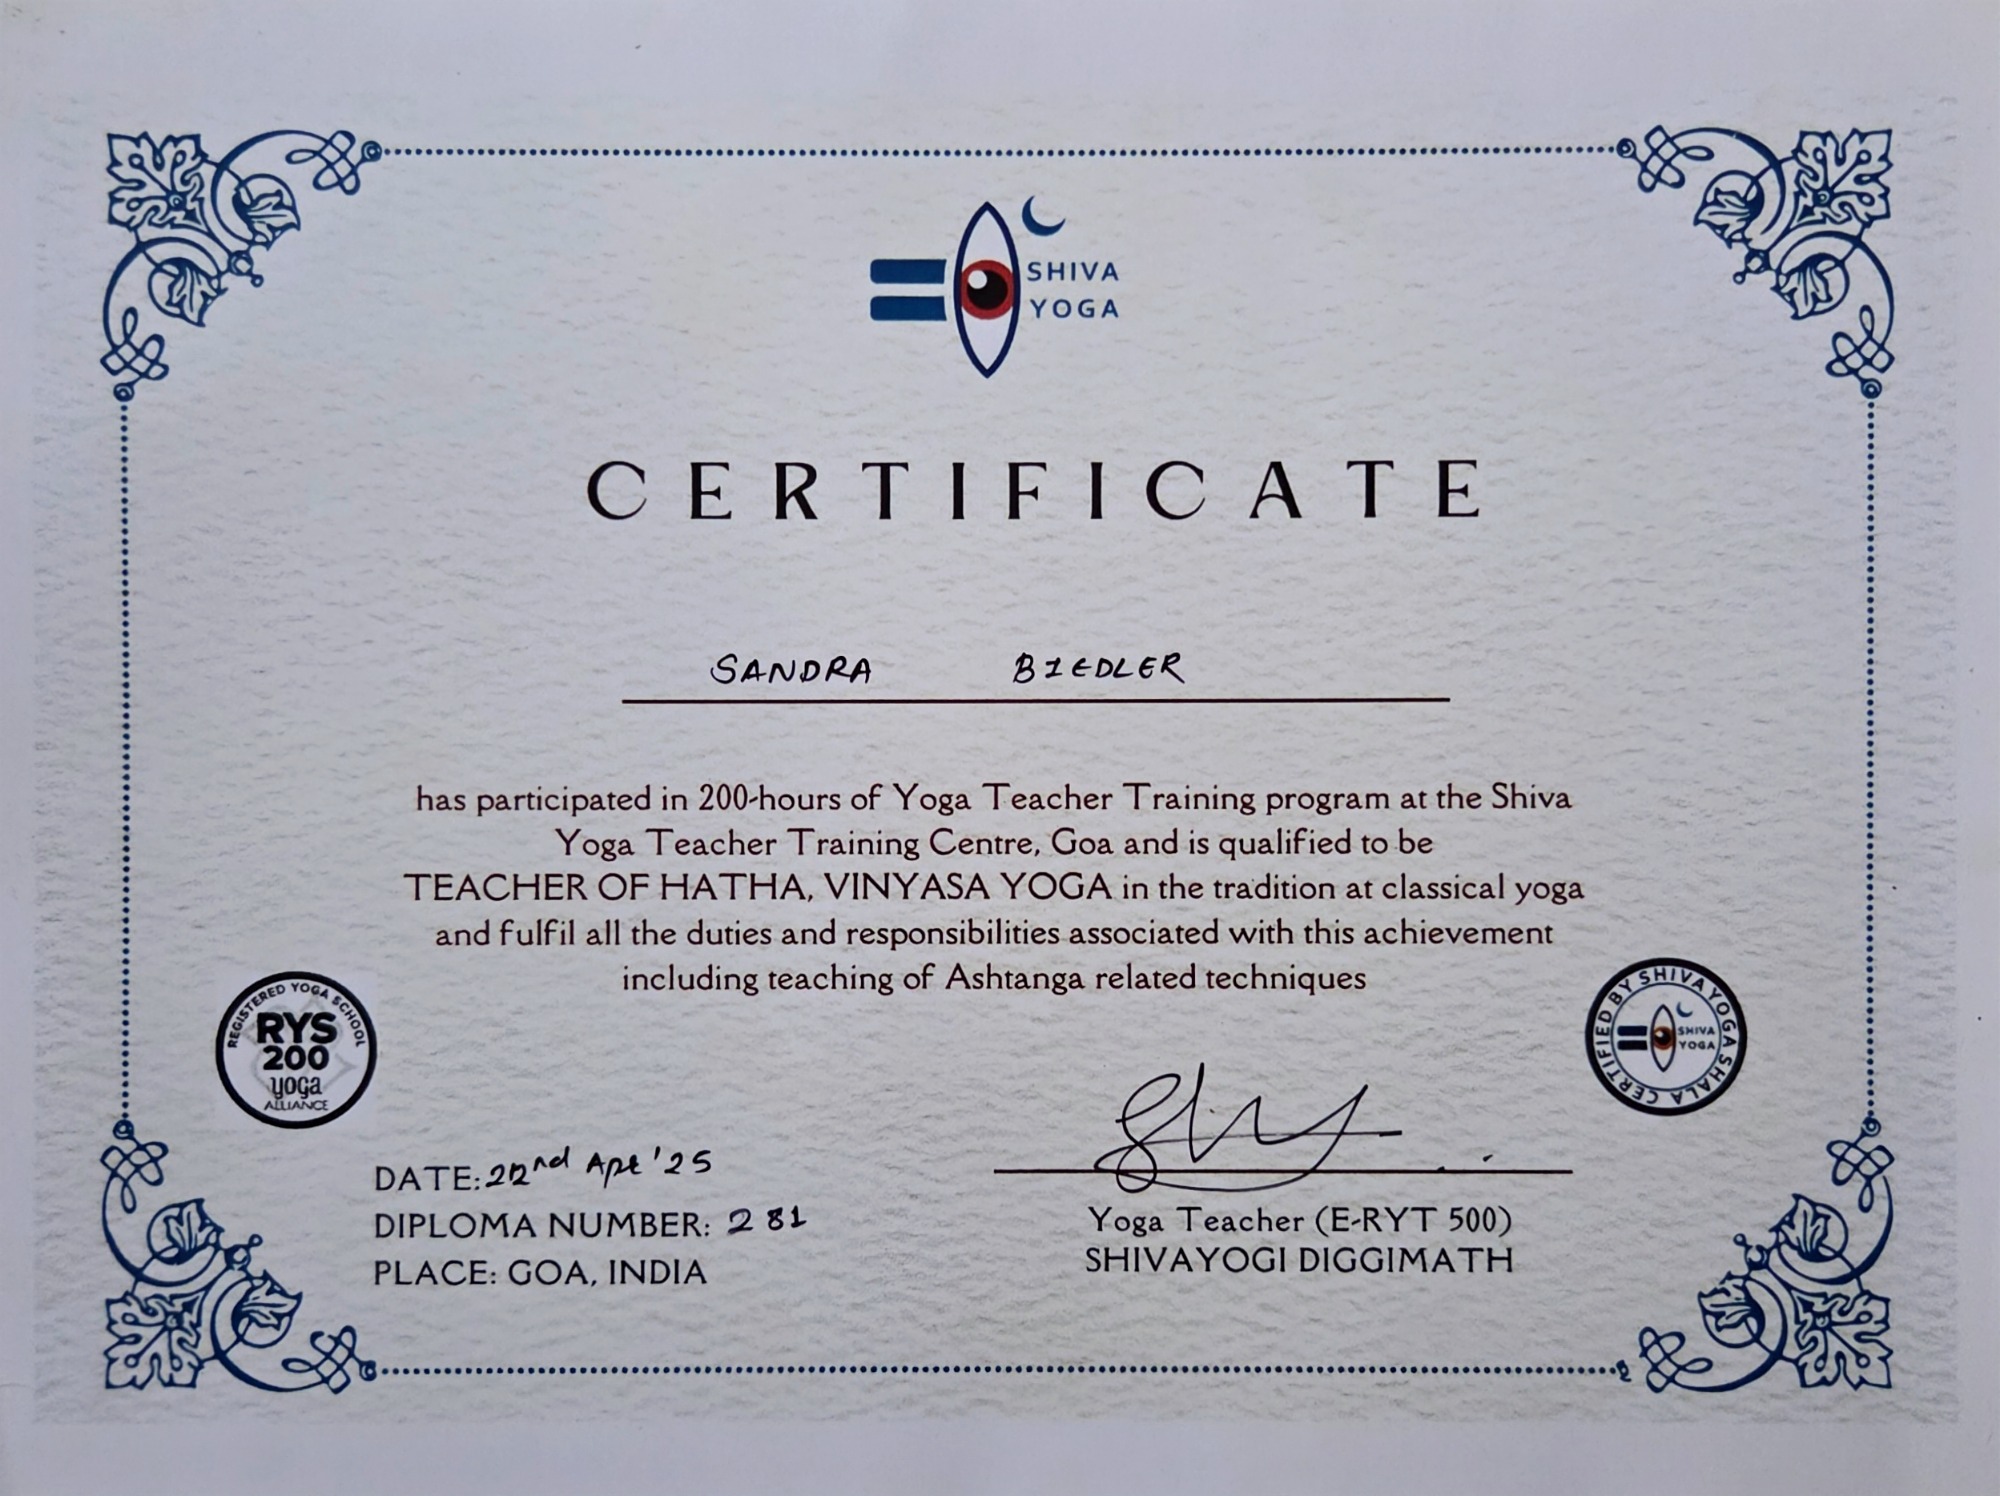 SHIVA
YOGA
CERTIFICATE
SANDRA BIEDLER
has participated in 200-hours of Yoga Teacher Training program at the Shiva
Yoga Teacher Training Centre, Goa and is qualified to be
TEACHER OF HATHA, VINYASA YOGA in the tradition at classical yoga
and fulfil all the duties and responsibilities associated with this achievement
including teaching of Ashtanga related techniques
REGISTERED YOGA SCHOOL
RYS
200
yoga
ALLIANCE
CERTIFIED BY SHIVA YOGA SHALA
SHIVA
YOGA
DATE: 22nd Apr '25
DIPLOMA NUMBER: 281
PLACE: GOA, INDIA
Yoga Teacher (E-RYT 500)
SHIVAYOGI DIGGIMATH